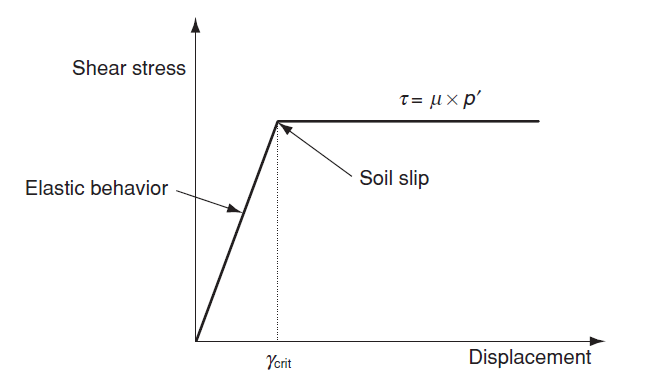 Shear stress
τ = μ × p′
Soil slip
Elastic behavior
γcrit
Displacement